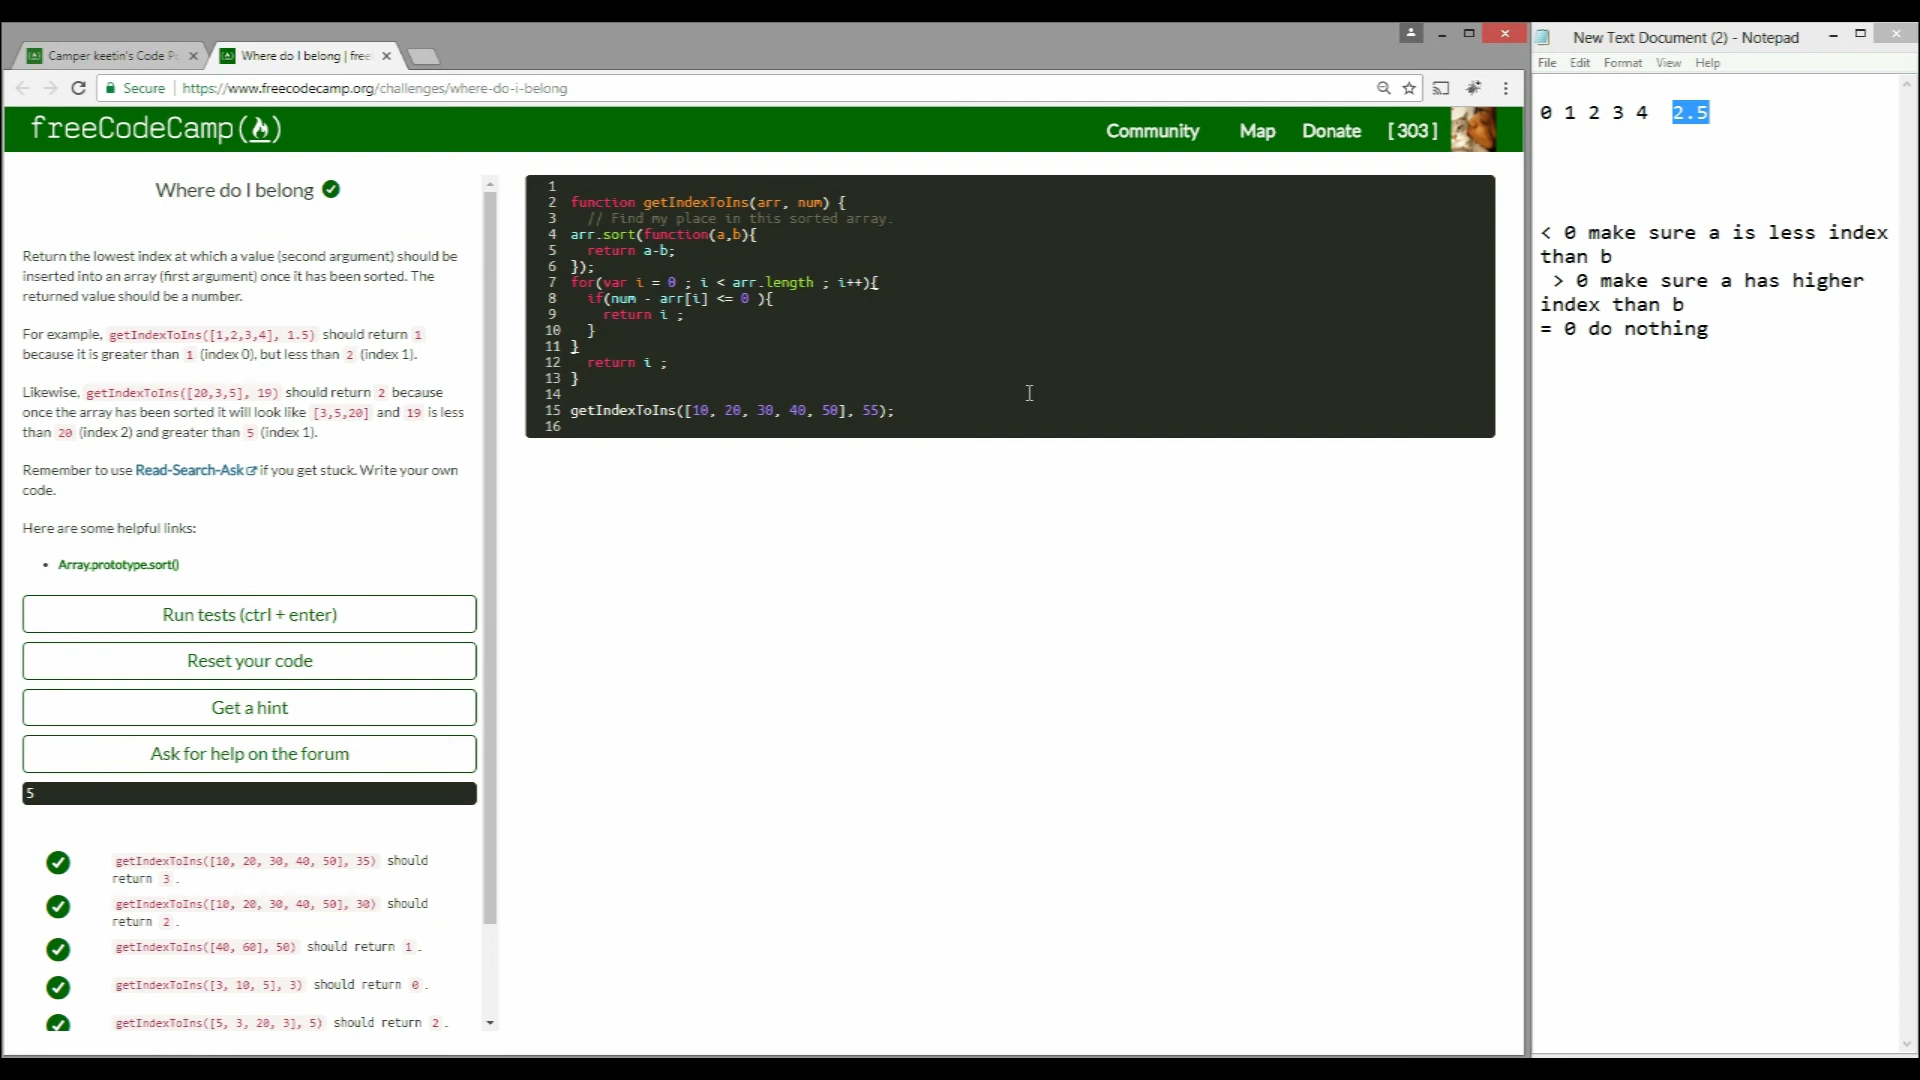 Camper keetin's Code P
Where do I belong | free
New Text Document (2) - Notepad
File Edit Format View Help
Secure https://www.freecodecamp.org/challenges/where-do-i-belong
freeCodeCamp
Community Map Donate [ 303 ]
Where do I belong
Return the lowest index at which a value (second argument) should be
inserted into an array (first argument) once it has been sorted. The
returned value should be a number.
For example, getIndexToIns([1,2,3,4], 1.5) should return 1
because it is greater than 1 (index 0), but less than 2 (index 1).
Likewise, getIndexToIns([20,3,5], 19) should return 2 because
once the array has been sorted it will look like [3,5,20] and 19 is less
than 20 (index 2) and greater than 5 (index 1).
Remember to use Read-Search-Ask if you get stuck. Write your own
code.
Here are some helpful links:
• Array.prototype.sort()
Run tests (ctrl + enter)
Reset your code
Get a hint
Ask for help on the forum
5
getIndexToIns([10, 20, 30, 40, 50], 35) should
return 3.
getIndexToIns([10, 20, 30, 40, 50], 30) should
return 2.
getIndexToIns([40, 60], 50) should return 1.
getIndexToIns([3, 10, 5], 3) should return 0.
getIndexToIns([5, 3, 20, 3], 5) should return 2.
1
2 function getIndexToIns(arr, num) {
3 // Find my place in this sorted array.
4 arr.sort(function(a,b){
5 return a-b;
6 });
7 for(var i = 0 ; i < arr.length ; i++){
8 if(num - arr[i] <= 0 ){
9 return i ;
10 }
11 }
12 return i ;
13 }
14
15 getIndexToIns([10, 20, 30, 40, 50], 55);
16
0 1 2 3 4 2.5
< 0 make sure a is less index
than b
> 0 make sure a has higher
index than b
= 0 do nothing